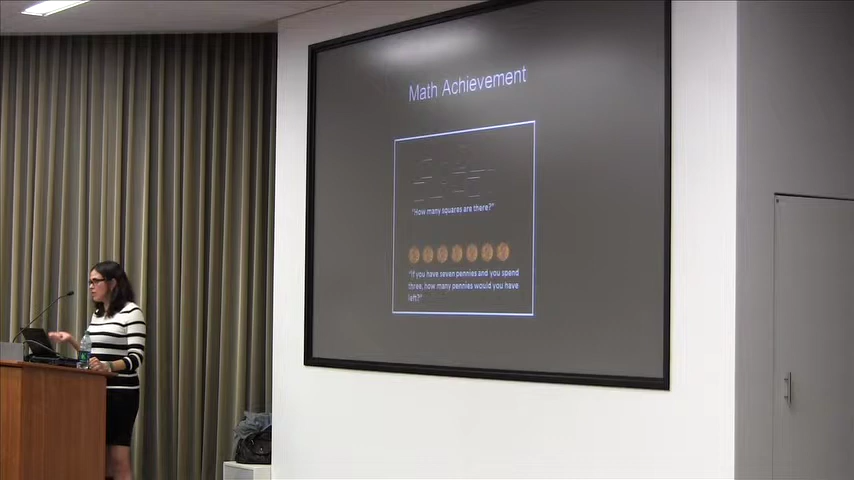 Math Achievement
"How many squares are there?"
"If you have seven pennies and you spend
three, how many pennies would you have
left?"